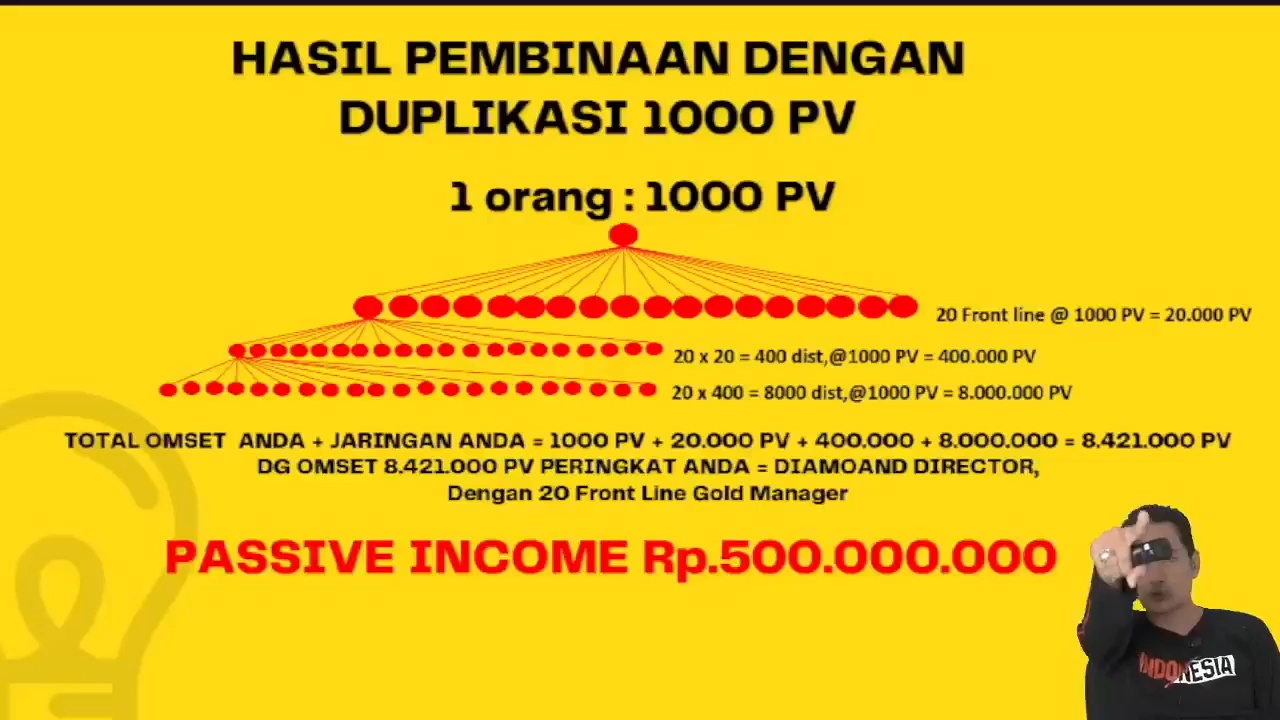 HASIL PEMBINAAN DENGAN
DUPLIKASI 1000 PV
1 orang : 1000 PV
20 Front line @ 1000 PV = 20.000 PV
20 x 20 = 400 dist,@1000 PV = 400.000 PV
20 x 400 = 8000 dist,@1000 PV = 8.000.000 PV
TOTAL OMSET ANDA + JARINGAN ANDA = 1000 PV + 20.000 PV + 400.000 + 8.000.000 = 8.421.000 PV
DG OMSET 8.421.000 PV PERINGKAT ANDA = DIAMOAND DIRECTOR,
Dengan 20 Front Line Gold Manager
PASSIVE INCOME Rp.500.000.000
INDONESIA